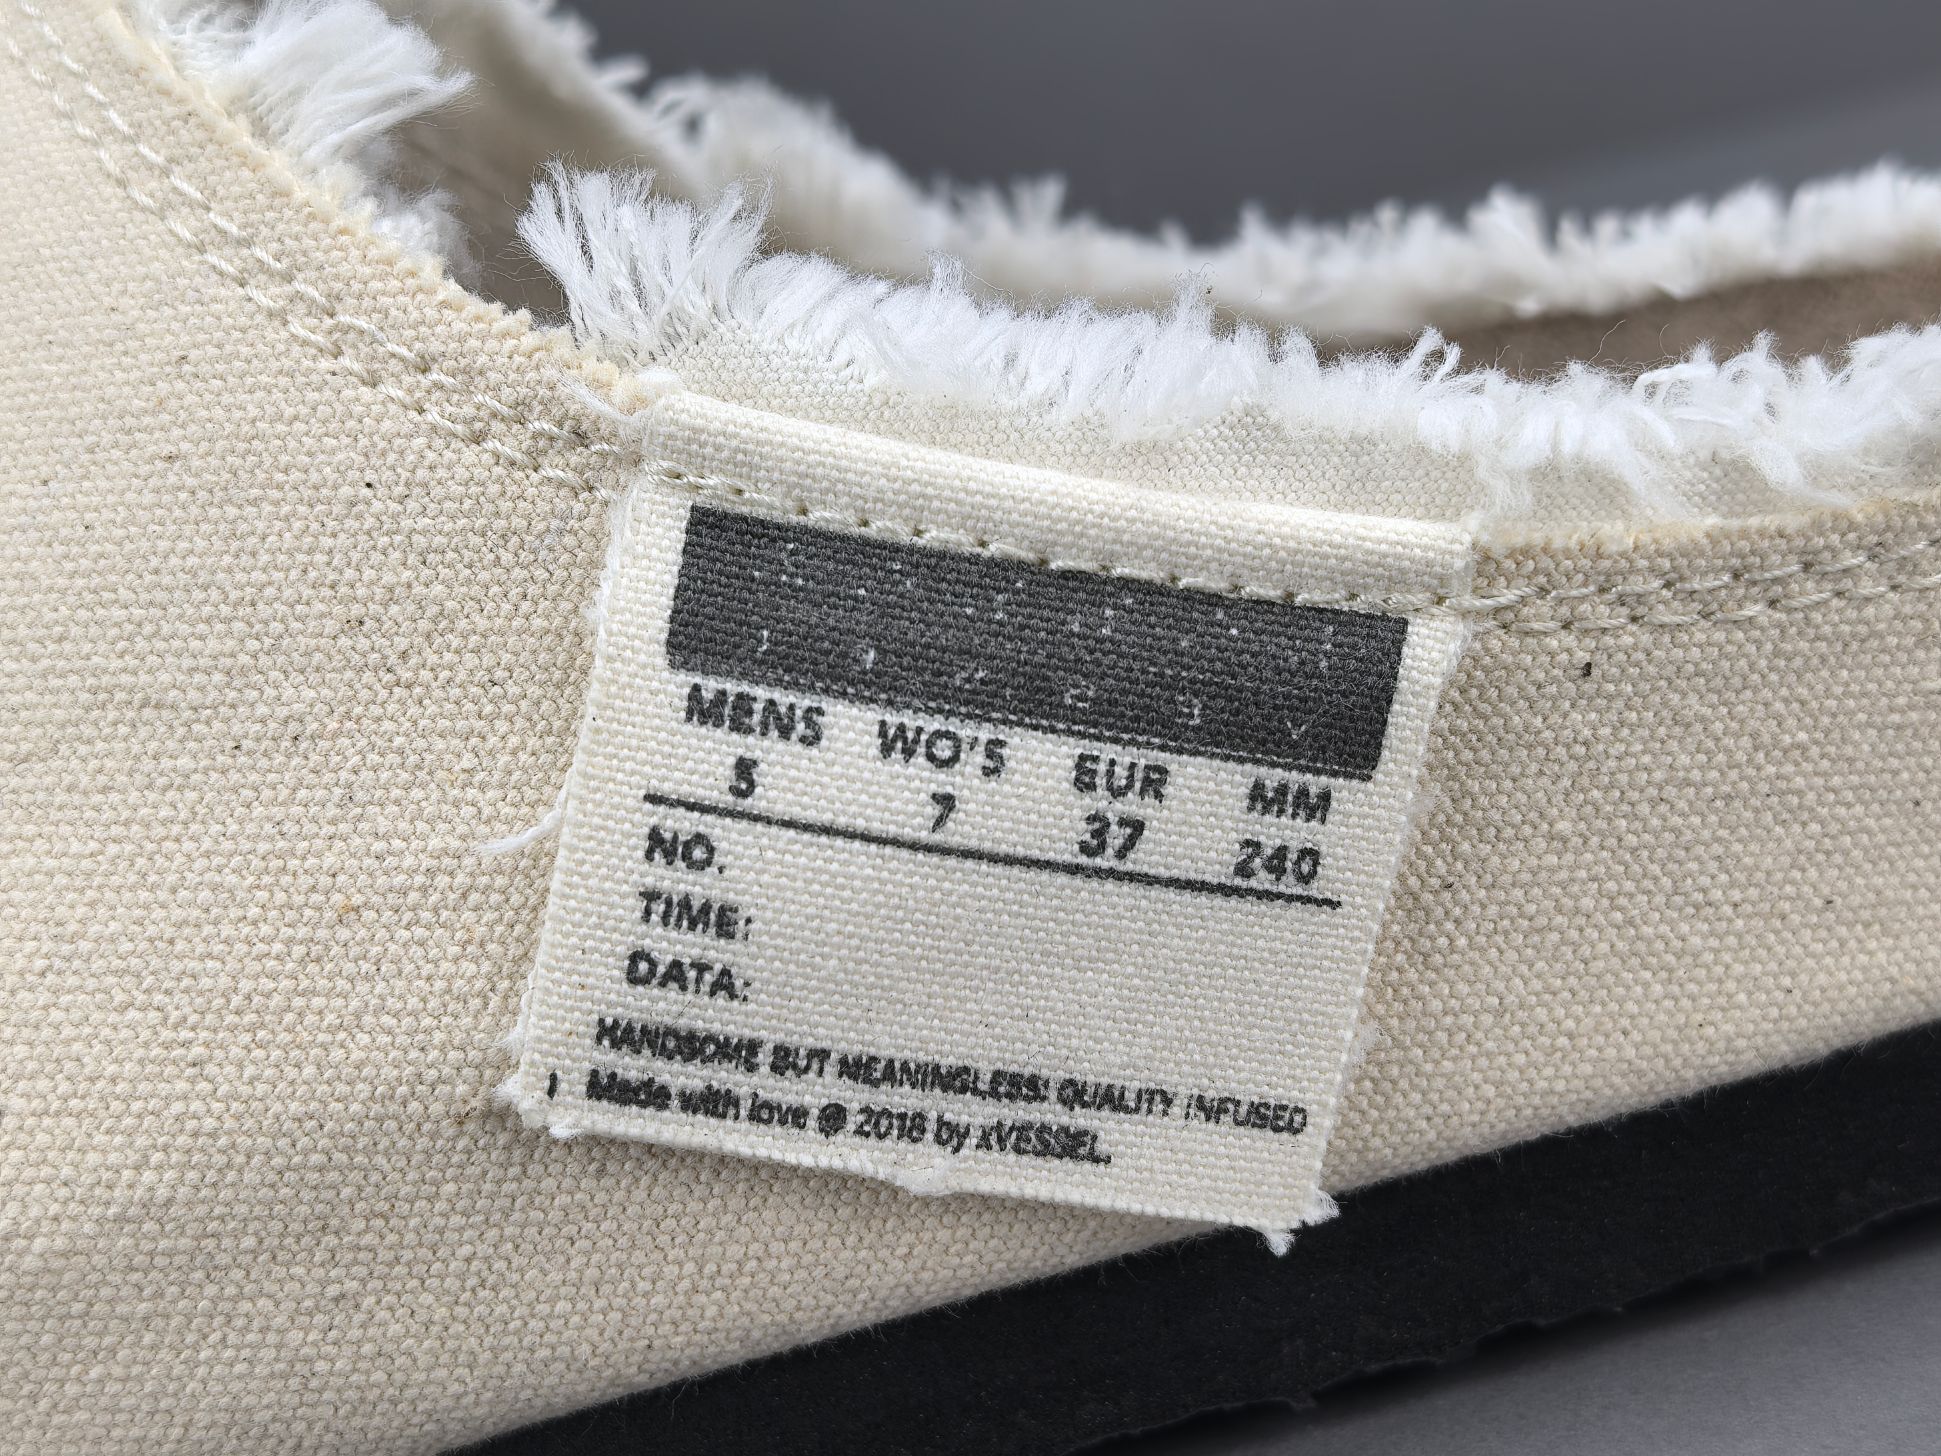 MENS WO'S EUR MM
5 7 37 240
NO.
TIME:
DATA:
HANDSOME BUT MEANINGLESS! QUALITY INFUSED
Made with love @ 2018 by xVESSEL